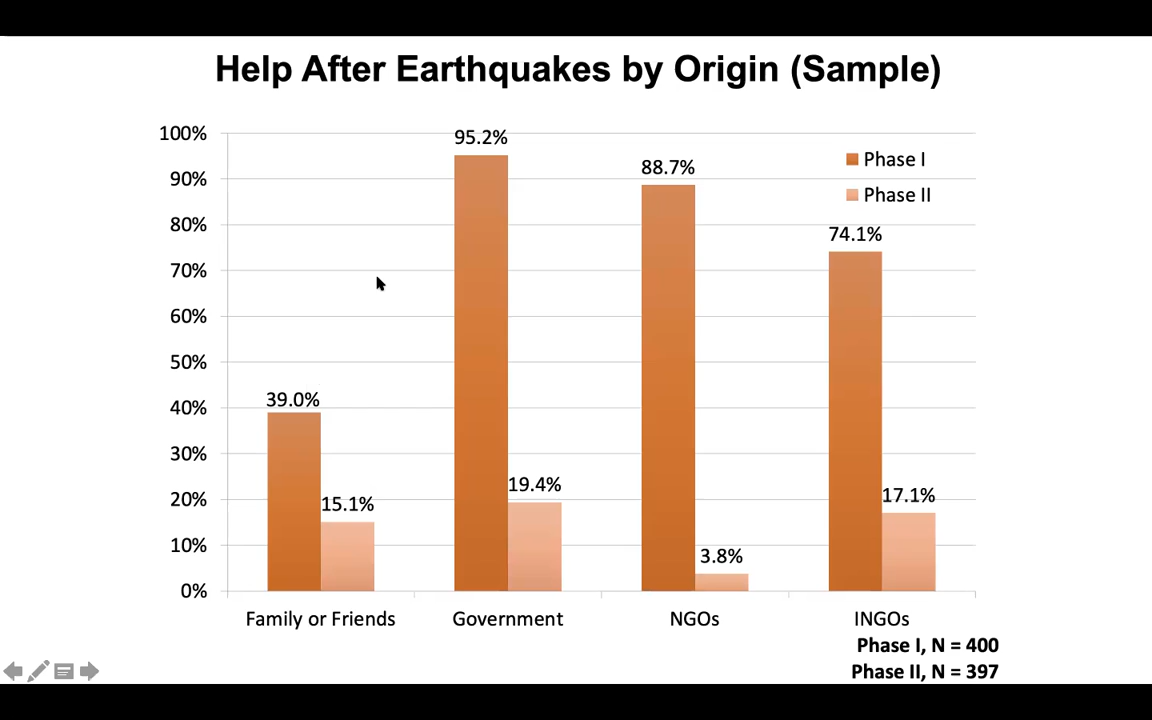 Help After Earthquakes by Origin (Sample)
100%
90%
80%
70%
60%
50%
40%
30%
20%
10%
0%
39.0%
15.1%
95.2%
19.4%
88.7%
3.8%
74.1%
17.1%
Phase I
Phase II
Family or Friends
Government
NGOs
INGOs
Phase I, N = 400
Phase II, N = 397